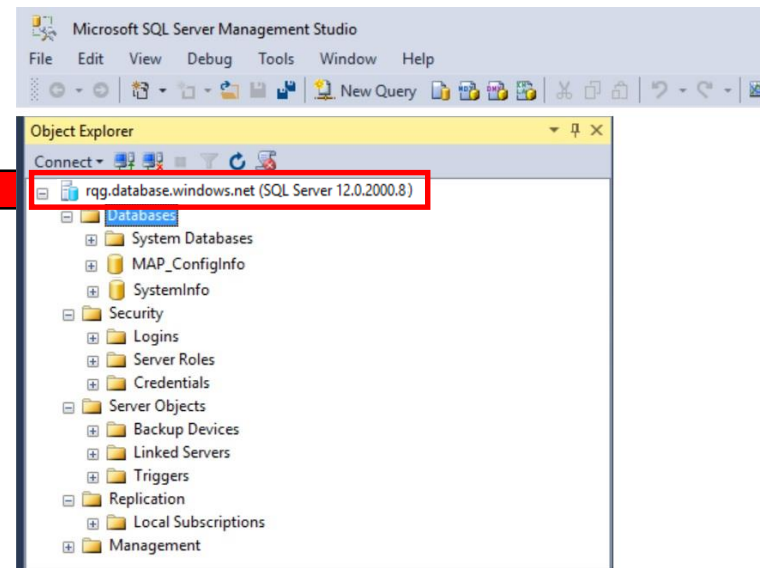 Microsoft SQL Server Management Studio
File Edit View Debug Tools Window Help
New Query
Object Explorer
Connect
rqg.database.windows.net (SQL Server 12.0.2000.8)
Databases
System Databases
MAP_ConfigInfo
SystemInfo
Security
Logins
Server Roles
Credentials
Server Objects
Backup Devices
Linked Servers
Triggers
Replication
Local Subscriptions
Management